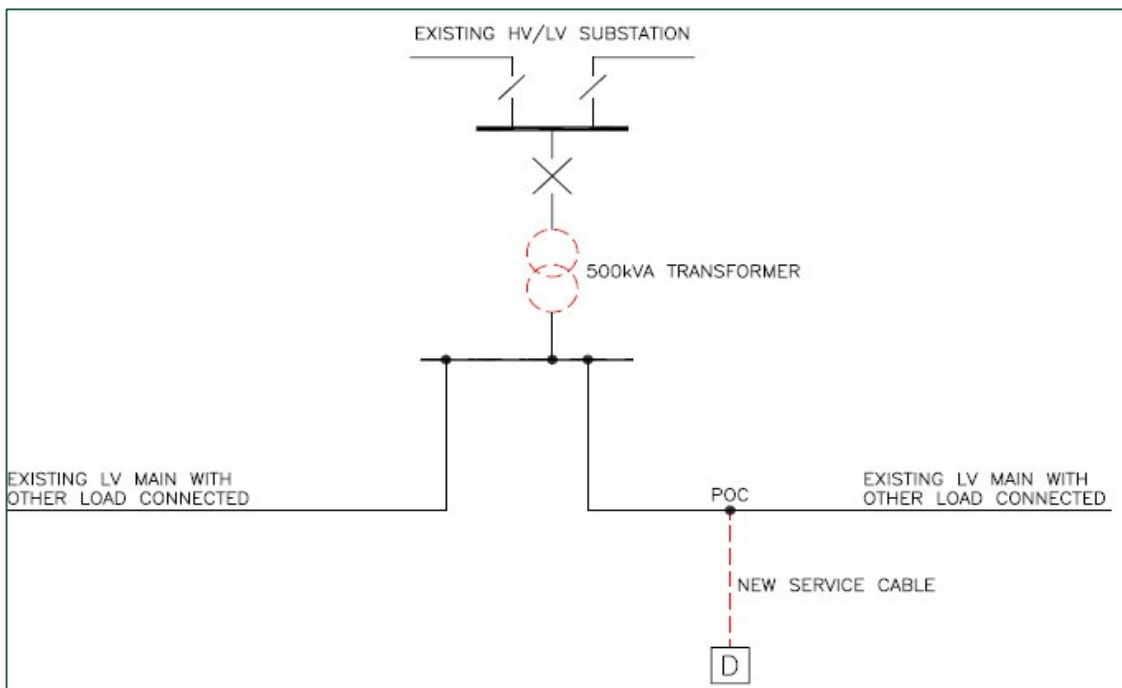 EXISTING HV/LV SUBSTATION
500kVA TRANSFORMER
EXISTING LV MAIN WITH
OTHER LOAD CONNECTED
POC
EXISTING LV MAIN WITH
OTHER LOAD CONNECTED
NEW SERVICE CABLE
D